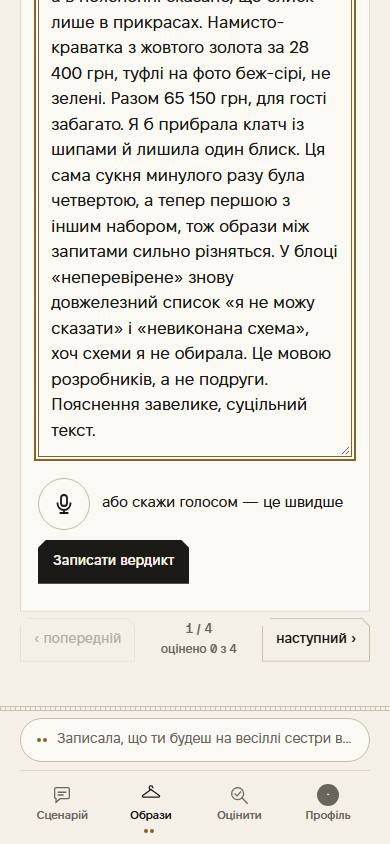 лише в прикрасах. Намисто-
краватка з жовтого золота за 28
400 грн, туфлі на фото беж-сірі, не
зелені. Разом 65 150 грн, для гості
забагато. Я б прибрала клатч із
шипами й лишила один блиск. Ця
сама сукня минулого разу була
четвертою, а тепер першою з
іншим набором, тож образи між
запитами сильно різняться. У блоці
«неперевірене» знову
довжелезний список «я не можу
сказати» і «невиконана схема»,
хоч схеми я не обирала. Це мовою
розробників, а не подруги.
Пояснення завелике, суцільний
текст.
або скажи голосом — це швидше
Записати вердикт
‹ попередній
1 / 4
оцінено 0 з 4
наступний ›
Записала, що ти будеш на весіллі сестри в...
Сценарій
Образи
Оцінити
Профіль